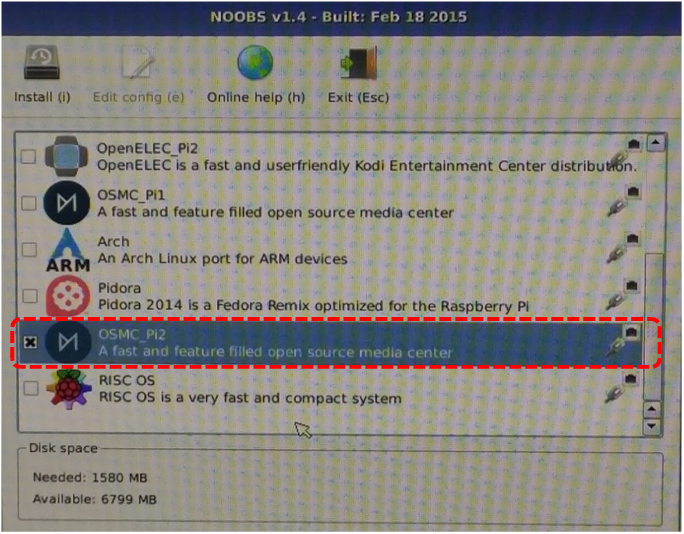 NOOBS v1.4 - Built: Feb 18 2015
Install (i)
Edit config (e)
Online help (h)
Exit (Esc)
OpenELEC_Pi2
OpenELEC is a fast and userfriendly Kodi Entertainment Center distribution.
OSMC_Pi1
A fast and feature filled open source media center
Arch
An Arch Linux port for ARM devices
ARM
Pidora
Pidora 2014 is a Fedora Remix optimized for the Raspberry Pi
OSMC_Pi2
A fast and feature filled open source media center
RISC OS
RISC OS is a very fast and compact system
Disk space
Needed: 1580 MB
Available: 6799 MB